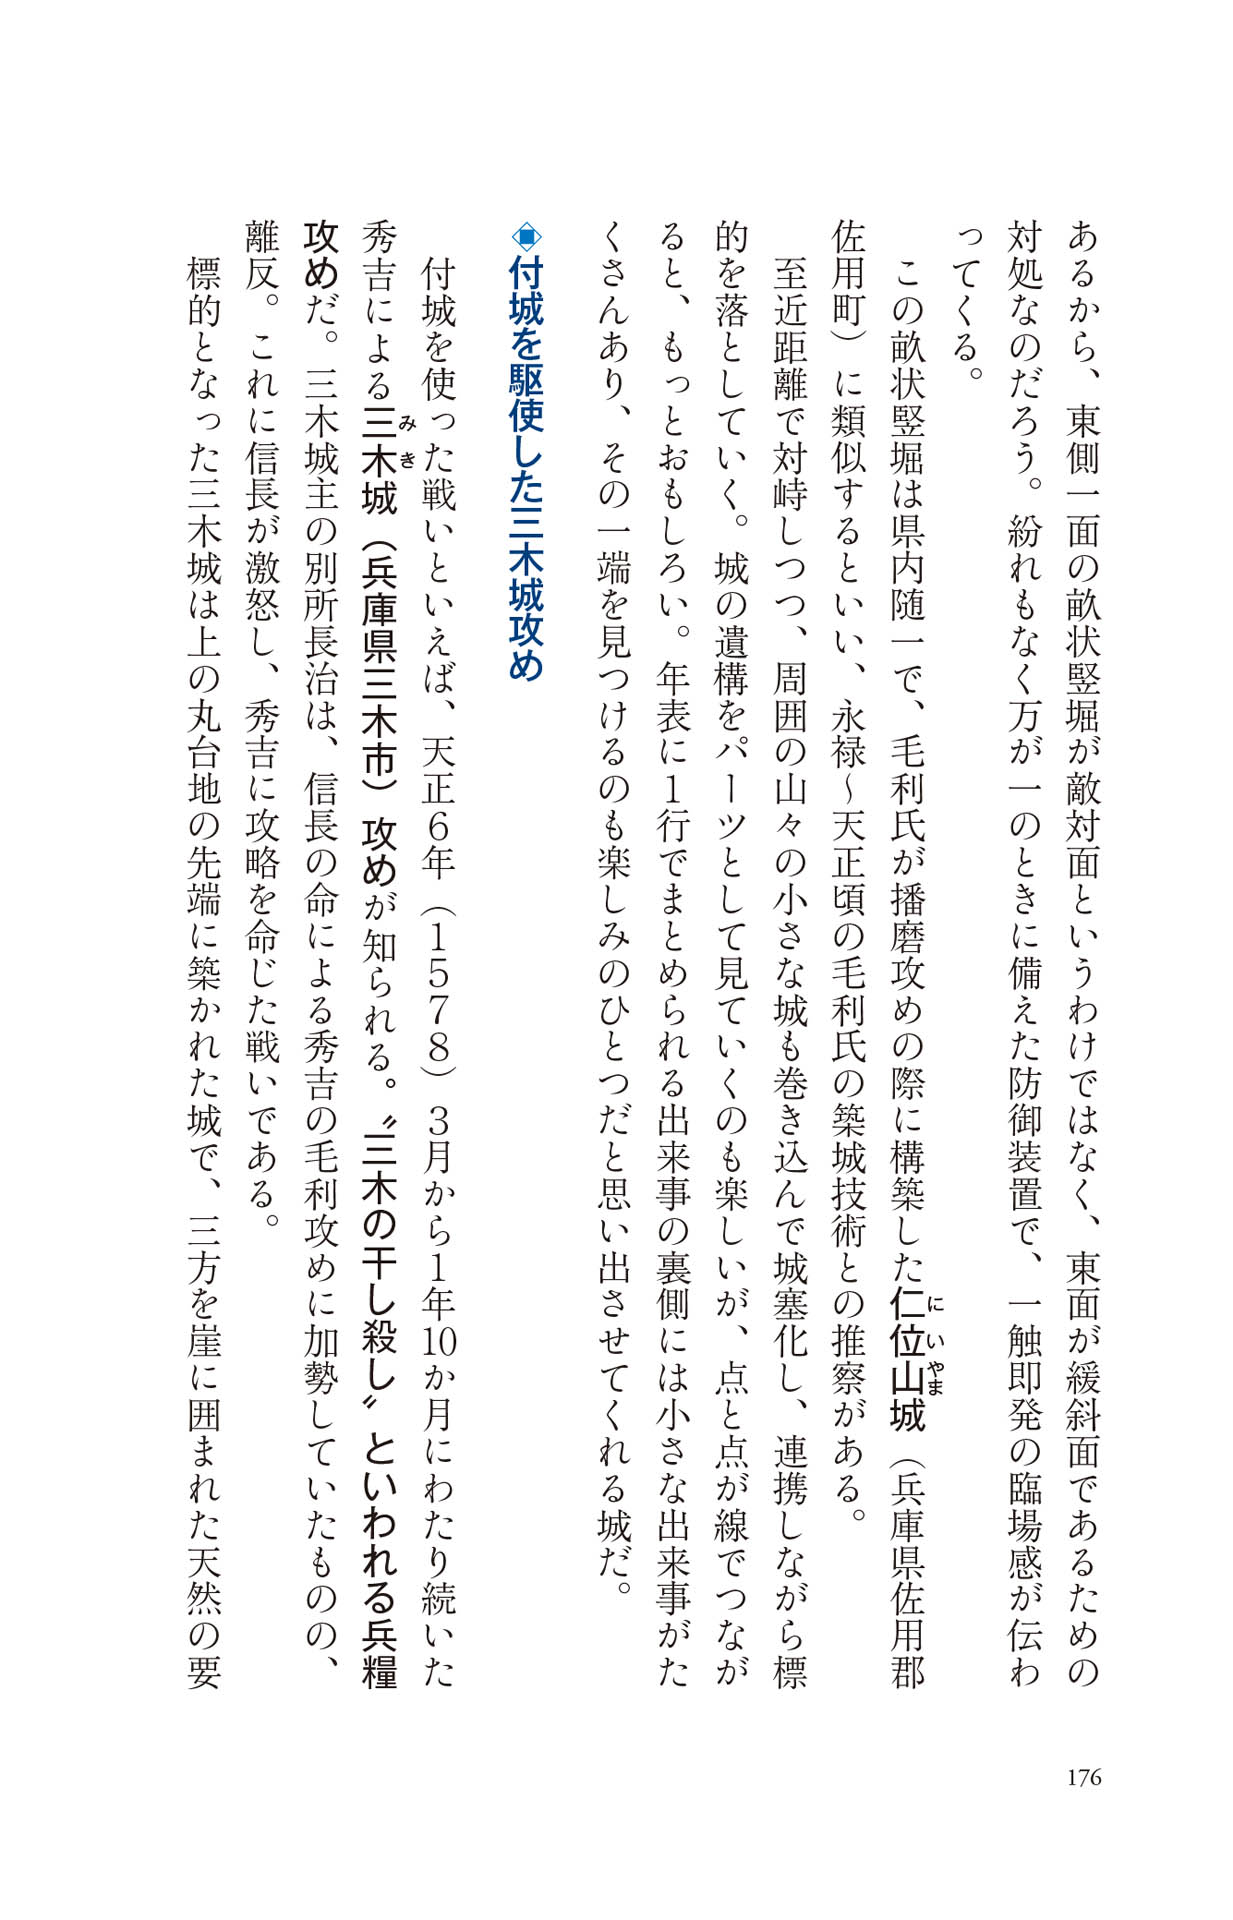 あるから、東側一面の畝状竪堀が敵対面というわけではなく、東面が緩斜面であるための
対処なのだろう。紛れもなく万が一のときに備えた防御装置で、一触即発の臨場感が伝わ
ってくる。
この畝状竪堀は県内随一で、毛利氏が播磨攻めの際に構築した仁位山城（兵庫県佐用郡
にいやま
佐用町）に類似するといい、永禄〜天正頃の毛利氏の築城技術との推察がある。
至近距離で対峙しつつ、周囲の山々の小さな城も巻き込んで城塞化し、連携しながら標
的を落としていく。城の遺構をパーツとして見ていくのも楽しいが、点と点が線でつなが
ると、もっとおもしろい。年表に1行でまとめられる出来事の裏側には小さな出来事がた
くさんあり、その一端を見つけるのも楽しみのひとつだと思い出させてくれる城だ。
◈付城を駆使した三木城攻め
付城を使った戦いといえば、天正6年（1578）3月から1年10か月にわたり続いた
秀吉による三木城（兵庫県三木市）攻めが知られる。〝三木の干し殺し〟といわれる兵糧
みき
攻めだ。三木城主の別所長治は、信長の命による秀吉の毛利攻めに加勢していたものの、
離反。これに信長が激怒し、秀吉に攻略を命じた戦いである。
標的となった三木城は上の丸台地の先端に築かれた城で、三方を崖に囲まれた天然の要
176